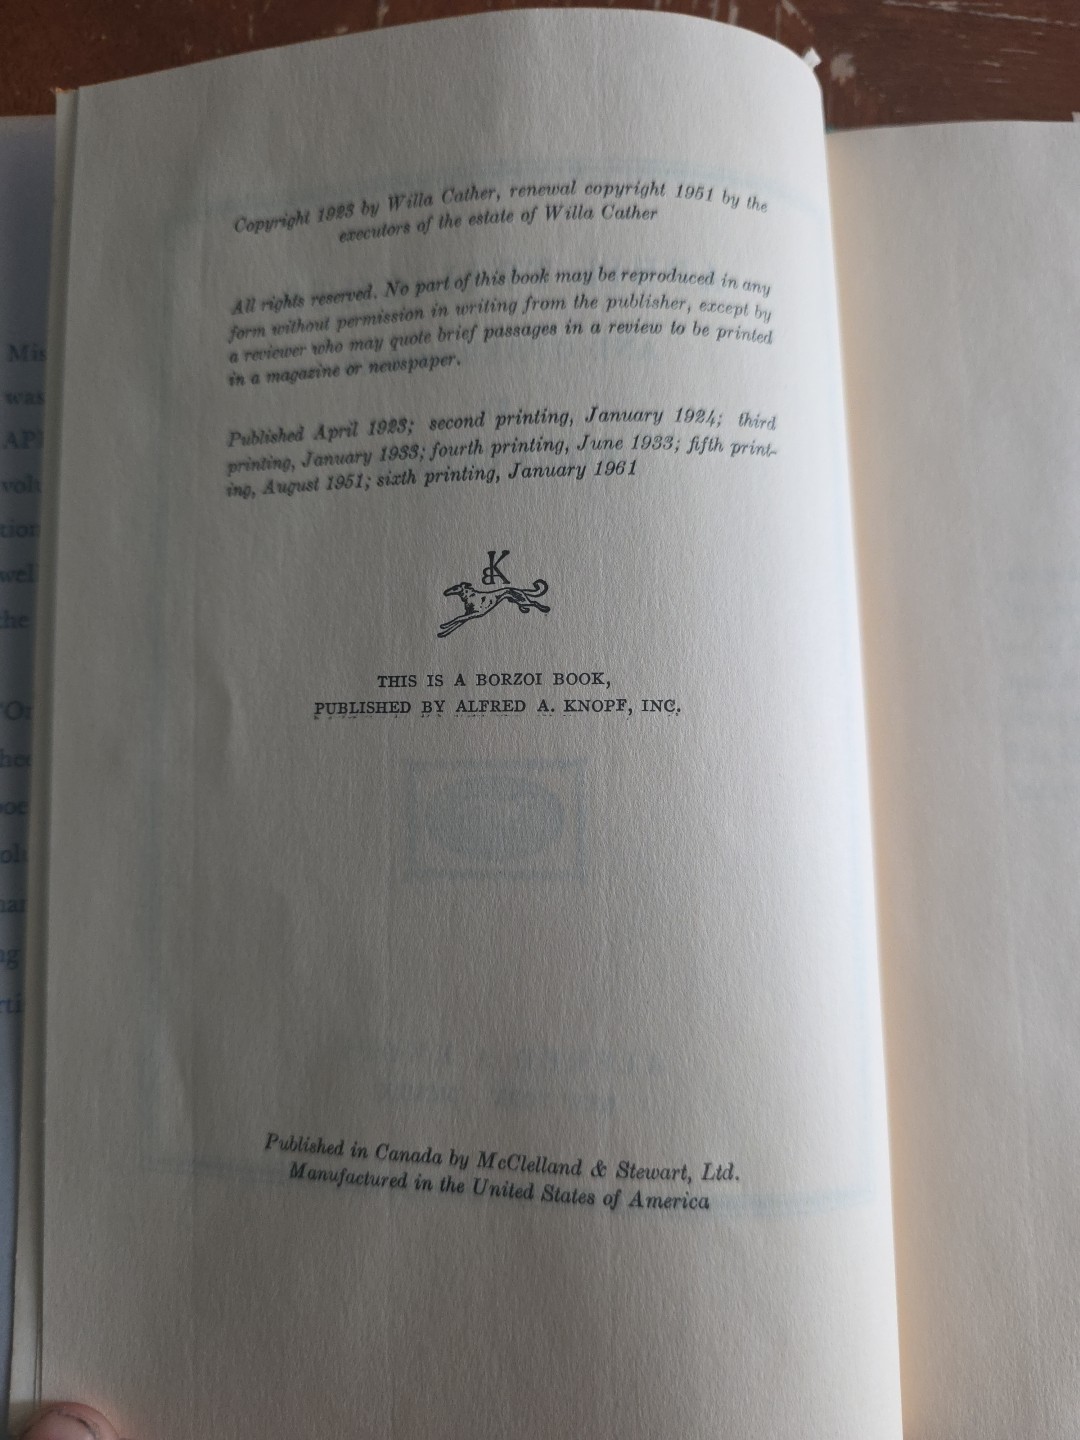 Copyright 1923 by Willa Cather, renewal copyright 1951 by the
executors of the estate of Willa Cather
All rights reserved. No part of this book may be reproduced in any
form without permission in writing from the publisher, except by
a reviewer who may quote brief passages in a review to be printed
in a magazine or newspaper.
Published April 1923; second printing, January 1924; third
printing, January 1933; fourth printing, June 1933; fifth print-
ing, August 1951; sixth printing, January 1961
BK
THIS IS A BORZOI BOOK,
PUBLISHED BY ALFRED A. KNOPF, INC.
Published in Canada by McClelland & Stewart, Ltd.
Manufactured in the United States of America